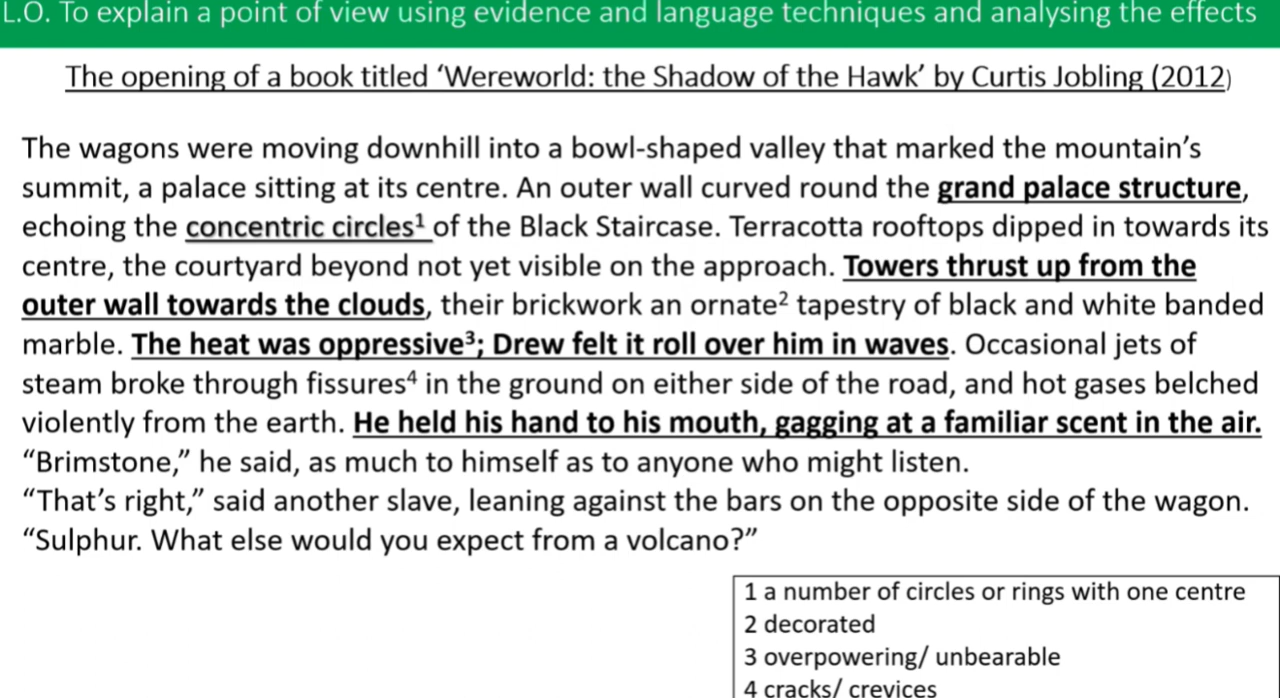 L.O. To explain a point of view using evidence and language techniques and analysing the effects
The opening of a book titled ‘Wereworld: the Shadow of the Hawk’ by Curtis Jobling (2012)
The wagons were moving downhill into a bowl-shaped valley that marked the mountain’s
summit, a palace sitting at its centre. An outer wall curved round the grand palace structure,
echoing the concentric circles¹ of the Black Staircase. Terracotta rooftops dipped in towards its
centre, the courtyard beyond not yet visible on the approach. Towers thrust up from the
outer wall towards the clouds, their brickwork an ornate² tapestry of black and white banded
marble. The heat was oppressive³; Drew felt it roll over him in waves. Occasional jets of
steam broke through fissures⁴ in the ground on either side of the road, and hot gases belched
violently from the earth. He held his hand to his mouth, gagging at a familiar scent in the air.
“Brimstone,” he said, as much to himself as to anyone who might listen.
“That’s right,” said another slave, leaning against the bars on the opposite side of the wagon.
“Sulphur. What else would you expect from a volcano?”
1 a number of circles or rings with one centre
2 decorated
3 overpowering/ unbearable
4 cracks/ crevices